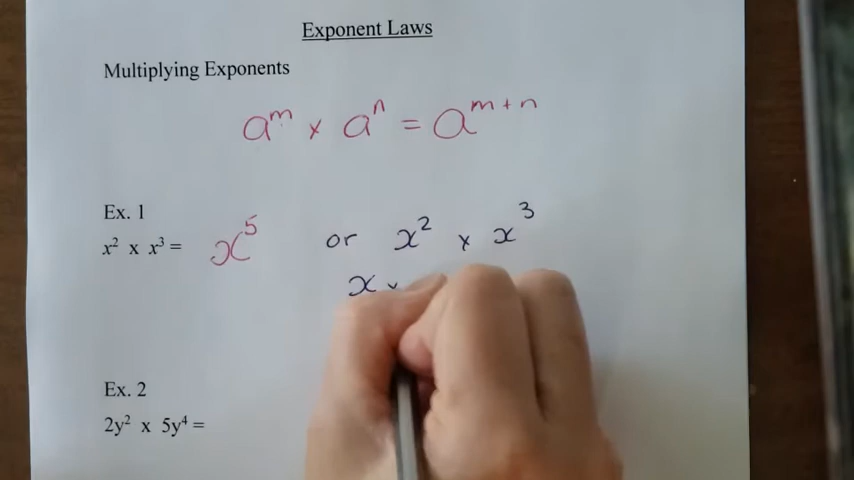 Exponent Laws
Multiplying Exponents
aᵐ × aⁿ = aᵐ⁺ⁿ
Ex. 1
x² x x³ = x⁵ or x² × x³
x ×
Ex. 2
2y² x 5y⁴ =